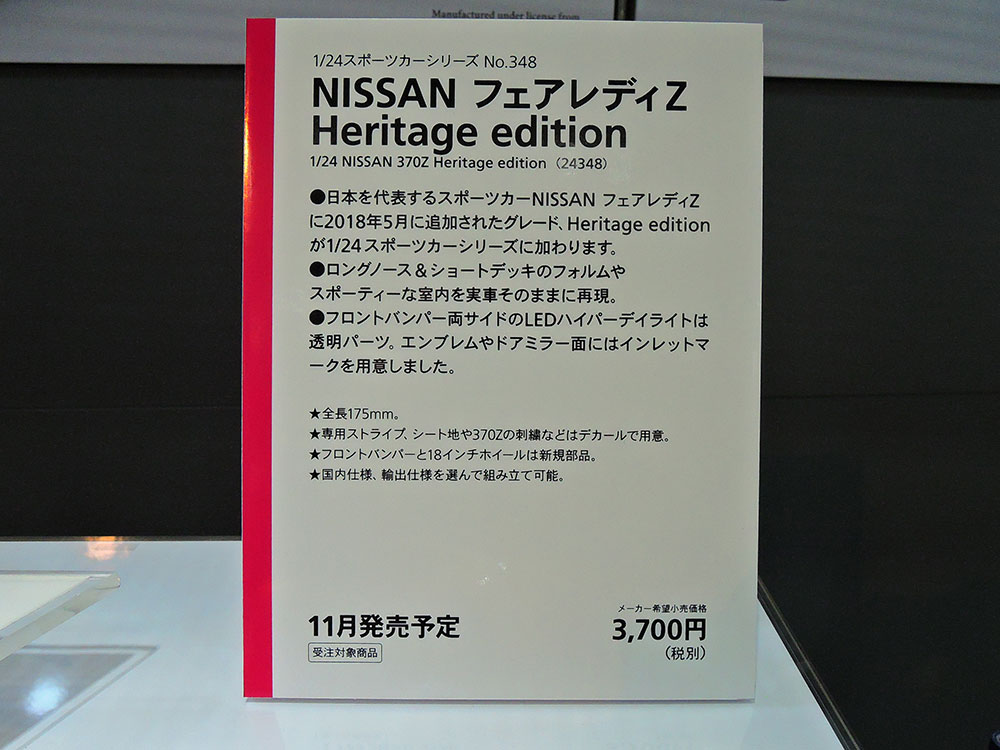 Manufactured under license from
1/24スポーツカーシリーズ No.348
NISSAN フェアレディZ
Heritage edition
1/24 NISSAN 370Z Heritage edition（24348）
●日本を代表するスポーツカーNISSAN フェアレディZ
に2018年5月に追加されたグレード、Heritage edition
が1/24スポーツカーシリーズに加わります。
●ロングノーズ＆ショートデッキのフォルムや
スポーティーな室内を実車そのままに再現。
●フロントバンパー両サイドのLEDハイパーデイライトは
透明パーツ。エンブレムやドアミラー面にはインレットマ
ークを用意しました。
★全長175mm。
★専用ストライプ、シート地や370Zの刺繍などはデカールで用意。
★フロントバンパーと18インチホイールは新規部品。
★国内仕様、輸出仕様を選んで組み立て可能。
11月発売予定
受注対象商品
メーカー希望小売価格
3,700円
（税別）